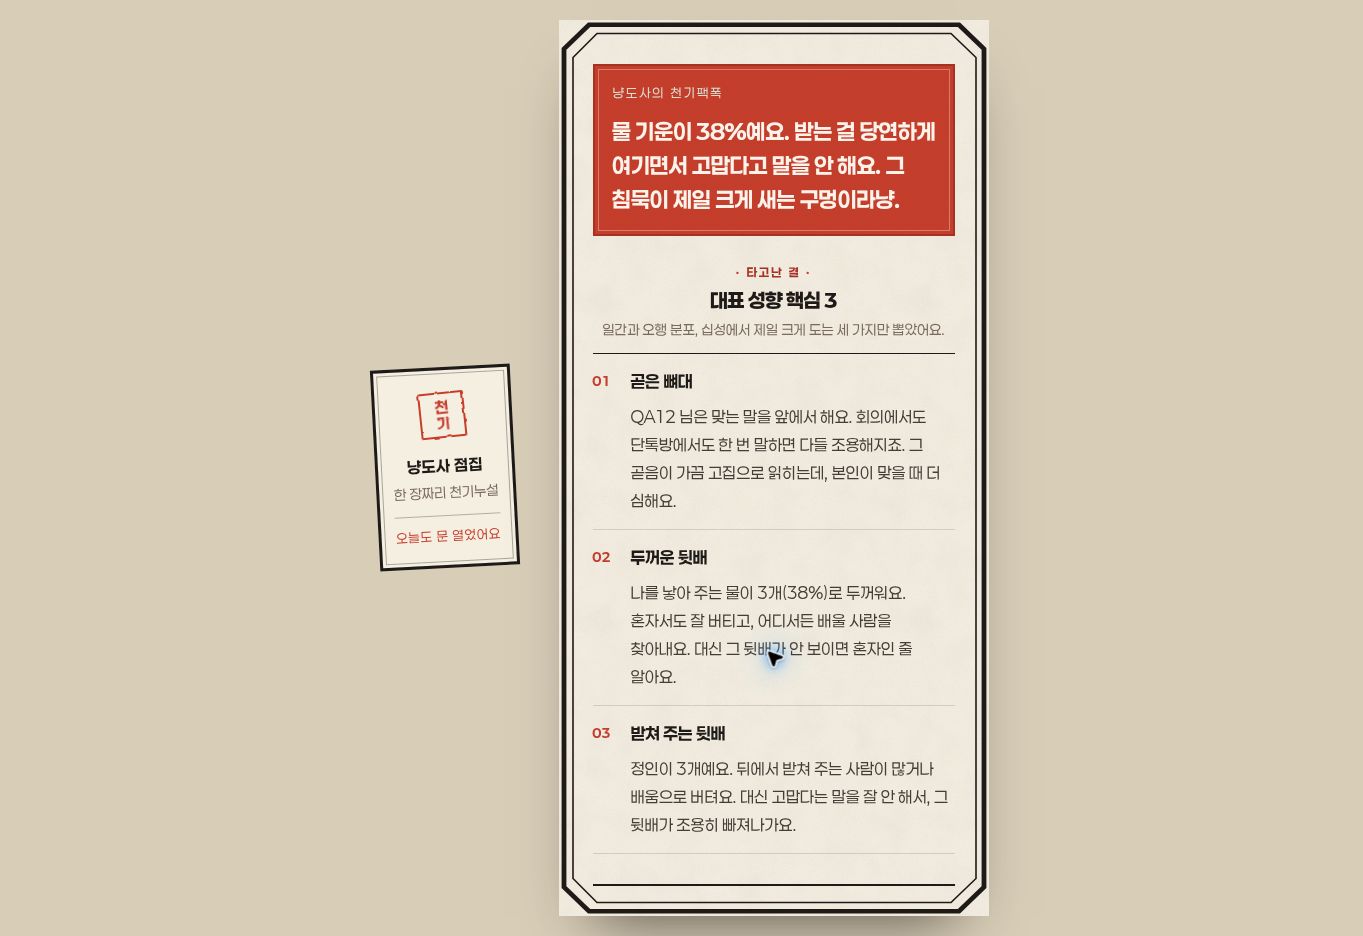 냥도사의 천기팩폭
물 기운이 38%예요. 받는 걸 당연하게
여기면서 고맙다고 말을 안 해요. 그
침묵이 제일 크게 새는 구멍이라냥.
· 타고난 결 ·
대표 성향 핵심 3
일간과 오행 분포, 십성에서 제일 크게 도는 세 가지만 뽑았어요.
01 곧은 뼈대
QA12 님은 맞는 말을 앞에서 해요. 회의에서도
단톡방에서도 한 번 말하면 다들 조용해지죠. 그
곧음이 가끔 고집으로 읽히는데, 본인이 맞을 때 더
심해요.
02 두꺼운 뒷배
나를 낳아 주는 물이 3개(38%)로 두꺼워요.
혼자서도 잘 버티고, 어디서든 배울 사람을
찾아내요. 대신 그 뒷배가 안 보이면 혼자인 줄
알아요.
03 받쳐 주는 뒷배
정인이 3개예요. 뒤에서 받쳐 주는 사람이 많거나
배움으로 버텨요. 대신 고맙다는 말을 잘 안 해서, 그
뒷배가 조용히 빠져나가요.
천
기
냥도사 점집
한 장짜리 천기누설
오늘도 문 열었어요